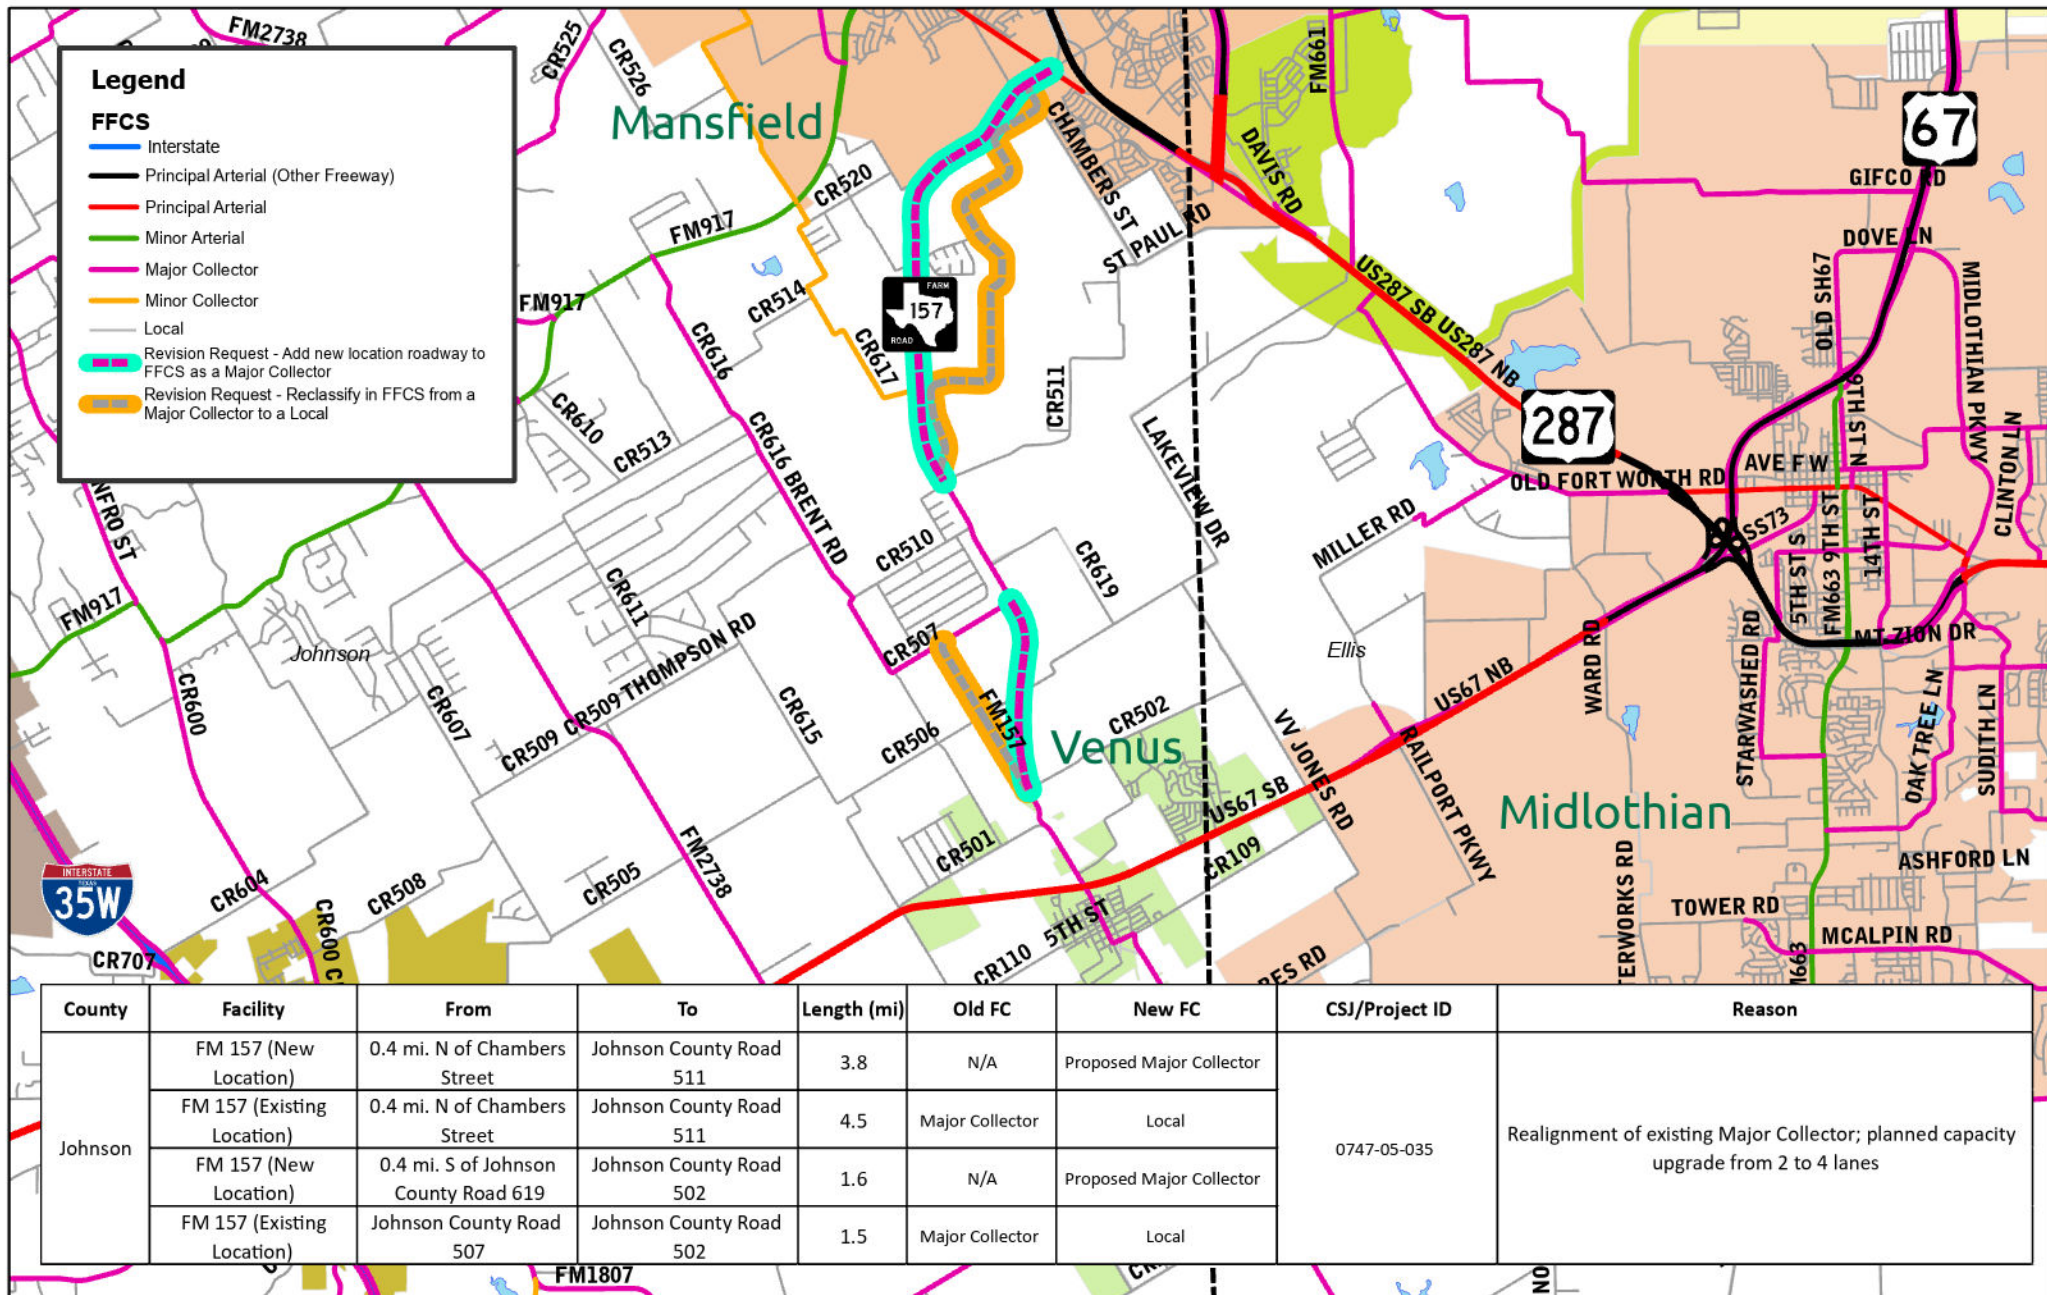 FM2738
CR525
CR526
Legend
FFCS
Interstate
Principal Arterial (Other Freeway)
Principal Arterial
Minor Arterial
Major Collector
Minor Collector
Local
Revision Request - Add new location roadway to
FFCS as a Major Collector
Revision Request - Reclassify in FFCS from a
Major Collector to a Local
Mansfield
CHAMBERS ST
ST PAUL RD
DAVIS RD
FM661
67
GIFCO RD
DOVE LN
OLD SH67
MIDLOTHIAN PKWY
CLINTON LN
CR520
FM917
FM917
CR514
CR617
CR616
FARM
157
ROAD
CR511
US287 SB US287 NB
287
9TH ST N
AVE F W
OLD FORT WORTH RD
SS73
CR610
CR513
CR616 BRENT RD
LAKEVIEW DR
MILLER RD
5TH ST S
FM663 9TH ST
14TH ST
MT ZION DR
NFRO ST
FM917
Johnson
CR611
CR510
CR619
CR507
CR509 CR509 THOMPSON RD
CR600
CR607
CR615
CR506
FM157
CR502
Venus
Ellis
US67 NB
WARD RD
STARWASHED RD
OAK TREE LN
SUDITH LN
VV JONES RD
RAILPORT PKWY
US67 SB
Midlothian
INTERSTATE
TEXAS
35W
CR604
CR508
CR505
FM2738
CR501
CR109
5TH ST
CR110
CR600
CR707
TERWORKS RD
ASHFORD LN
TOWER RD
MCALPIN RD
County Facility From To Length (mi) Old FC New FC CSJ/Project ID Reason
Johnson
FM 157 (New Location) 0.4 mi. N of Chambers Street Johnson County Road 511 3.8 N/A Proposed Major Collector
FM 157 (Existing Location) 0.4 mi. N of Chambers Street Johnson County Road 511 4.5 Major Collector Local
FM 157 (New Location) 0.4 mi. S of Johnson County Road 619 Johnson County Road 502 1.6 N/A Proposed Major Collector
FM 157 (Existing Location) Johnson County Road 507 Johnson County Road 502 1.5 Major Collector Local
0747-05-035
Realignment of existing Major Collector; planned capacity
upgrade from 2 to 4 lanes
FM1807